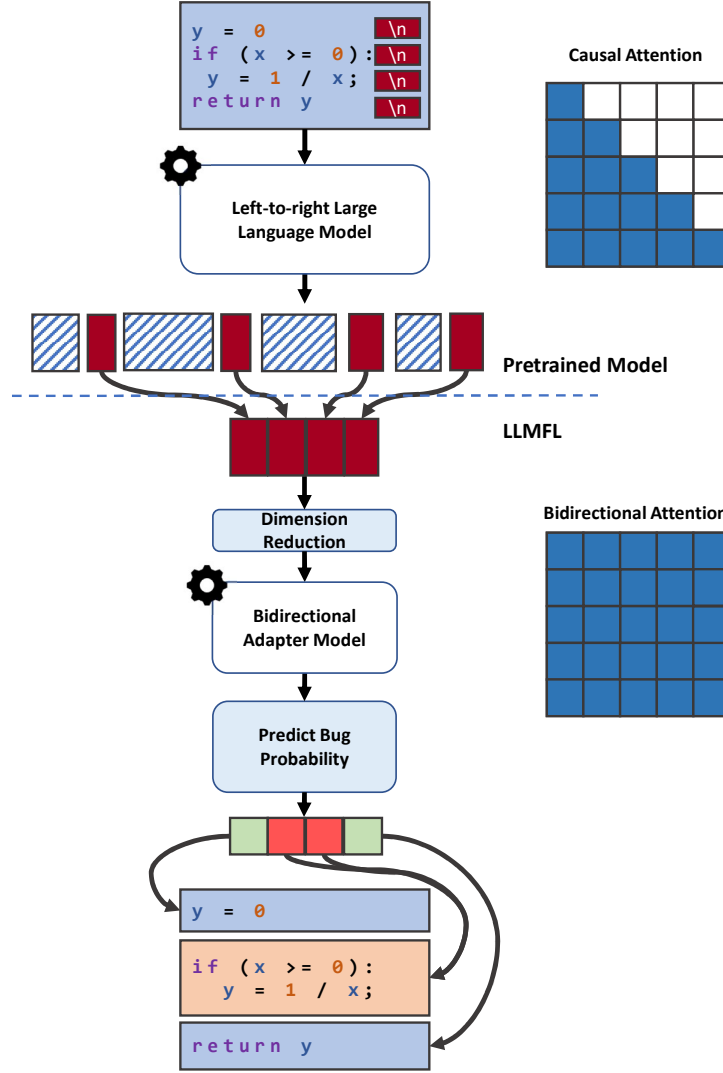 y = 0 \n
if (x >= 0): \n
y = 1 / x; \n
return y \n
Causal Attention
Left-to-right Large
Language Model
Pretrained Model
LLMFL
Dimension
Reduction
Bidirectional Attention
Bidirectional
Adapter Model
Predict Bug
Probability
y = 0
if (x >= 0):
y = 1 / x;
return y